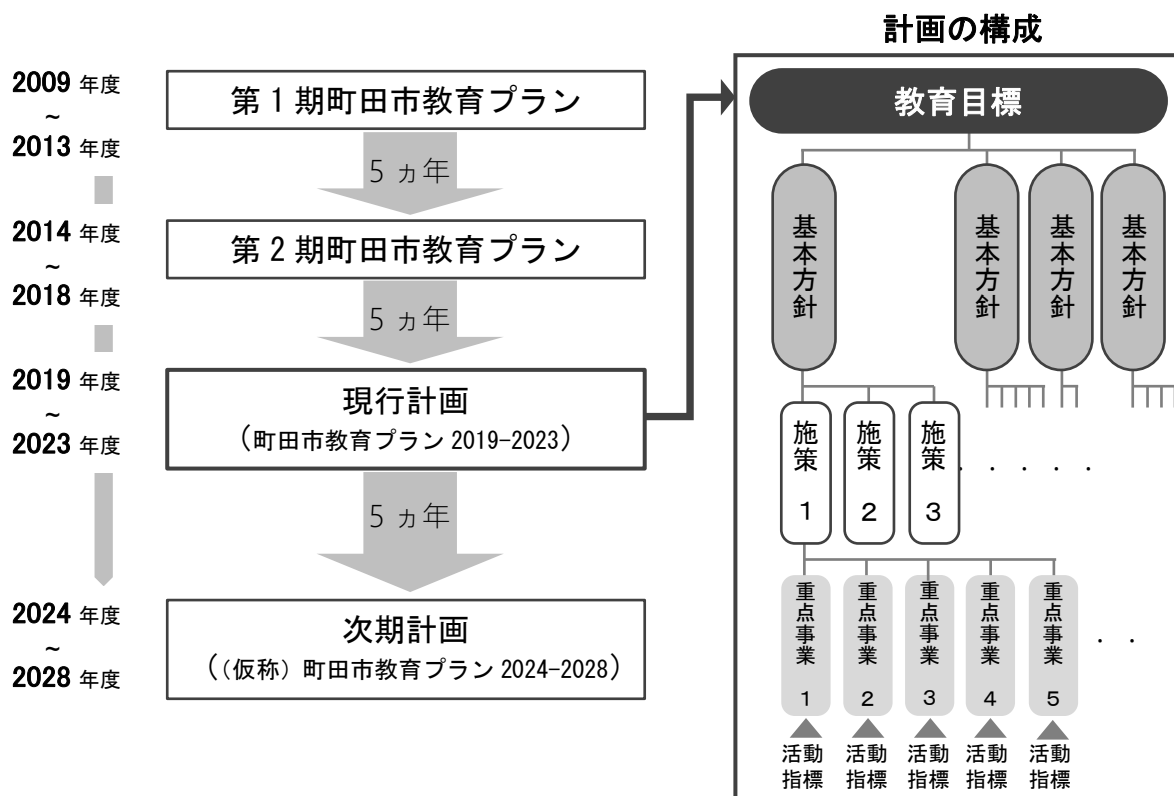 計画の構成
2009 年度
~
2013 年度
第1期町田市教育プラン
5 ヵ年
2014 年度
~
2018 年度
第2期町田市教育プラン
5 ヵ年
2019 年度
~
2023 年度
現行計画
(町田市教育プラン 2019-2023)
5 ヵ年
2024 年度
~
2028 年度
次期計画
((仮称) 町田市教育プラン 2024-2028)
教育目標
基本方針
基本方針
基本方針
基本方針
施策 1
施策 2
施策 3
. . . . .
重点事業 1
重点事業 2
重点事業 3
重点事業 4
重点事業 5
. .
活動
指標
活動
指標
活動
指標
活動
指標
活動
指標